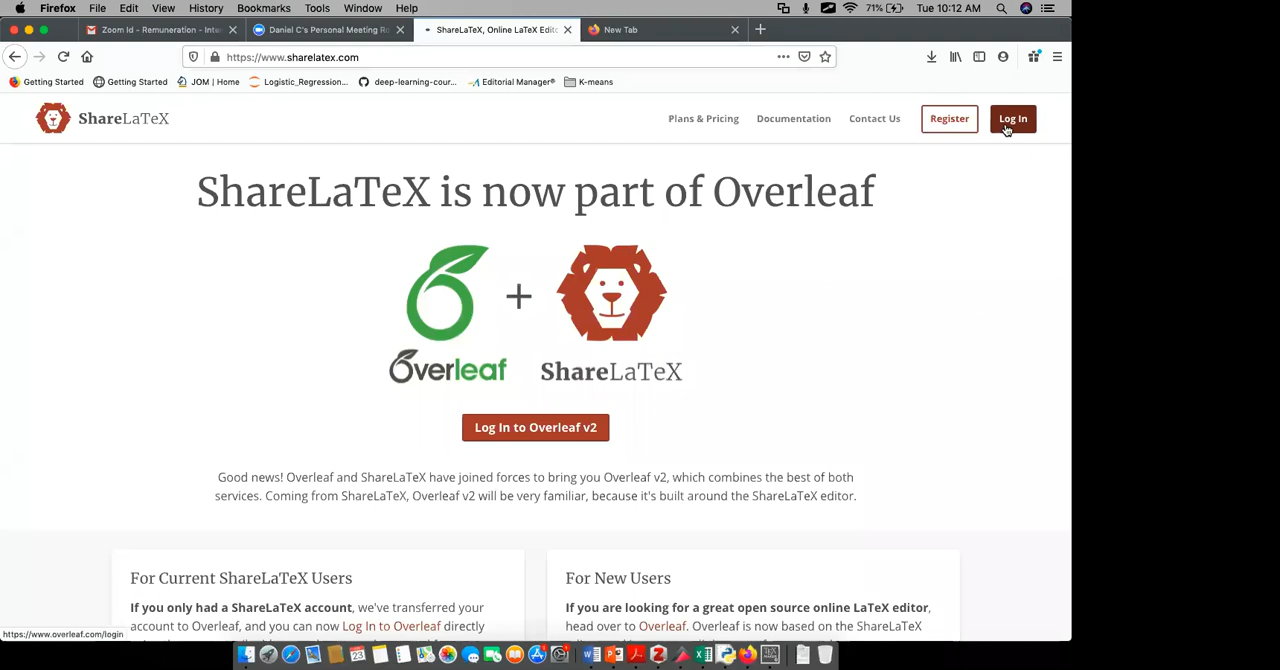 Firefox File Edit View History Bookmarks Tools Window Help 71% Tue 10:12 AM
Zoom Id - Remuneration - Inte Daniel C's Personal Meeting Ro ShareLaTeX, Online LaTeX Edito New Tab
https://www.sharelatex.com
Getting Started Getting Started JOM | Home Logistic_Regression... deep-learning-cour... Editorial Manager® K-means
ShareLaTeX Plans & Pricing Documentation Contact Us Register Log In
ShareLaTeX is now part of Overleaf
+
Overleaf ShareLaTeX
Log In to Overleaf v2
Good news! Overleaf and ShareLaTeX have joined forces to bring you Overleaf v2, which combines the best of both
services. Coming from ShareLaTeX, Overleaf v2 will be very familiar, because it's built around the ShareLaTeX editor.
For Current ShareLaTeX Users
If you only had a ShareLaTeX account, we've transferred your
account to Overleaf, and you can now Log In to Overleaf directly
For New Users
If you are looking for a great open source online LaTeX editor,
head over to Overleaf. Overleaf is now based on the ShareLaTeX
https://www.overleaf.com/login